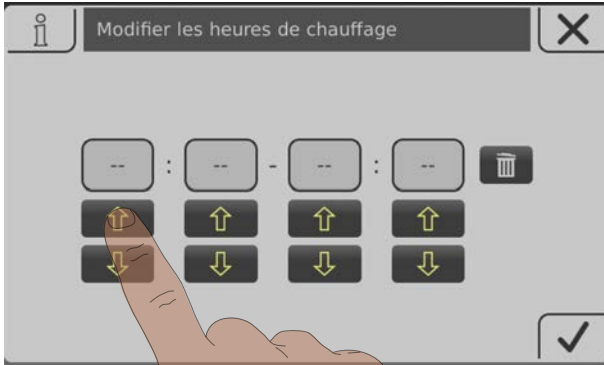 Modifier les heures de chauffage
-- : -- - -- : --